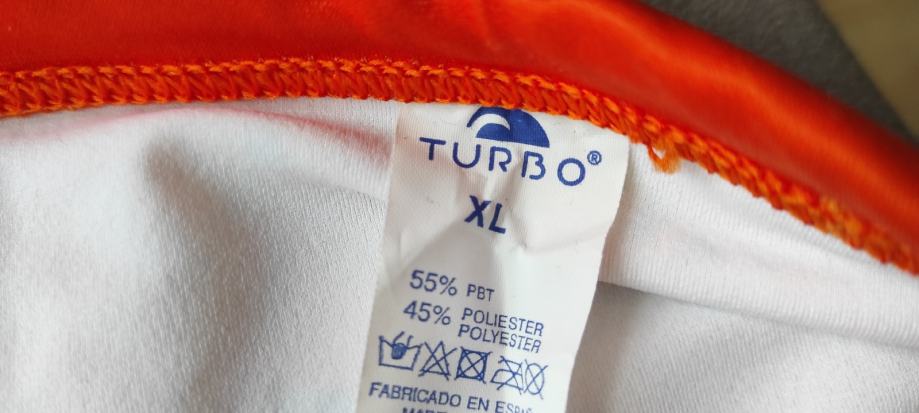 TURBO®
XL
55% PBT
45% POLIESTER
POLYESTER
FABRICADO EN